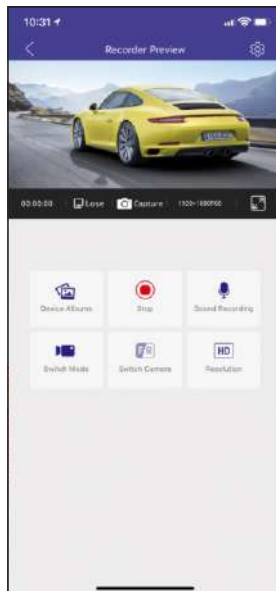 10:31
Recorder Preview
00:00:00 Lose Capture 1920*1080P60
Device Albums Stop Sound Recording
F/R HD
Switch Mode Switch Camera Resolution